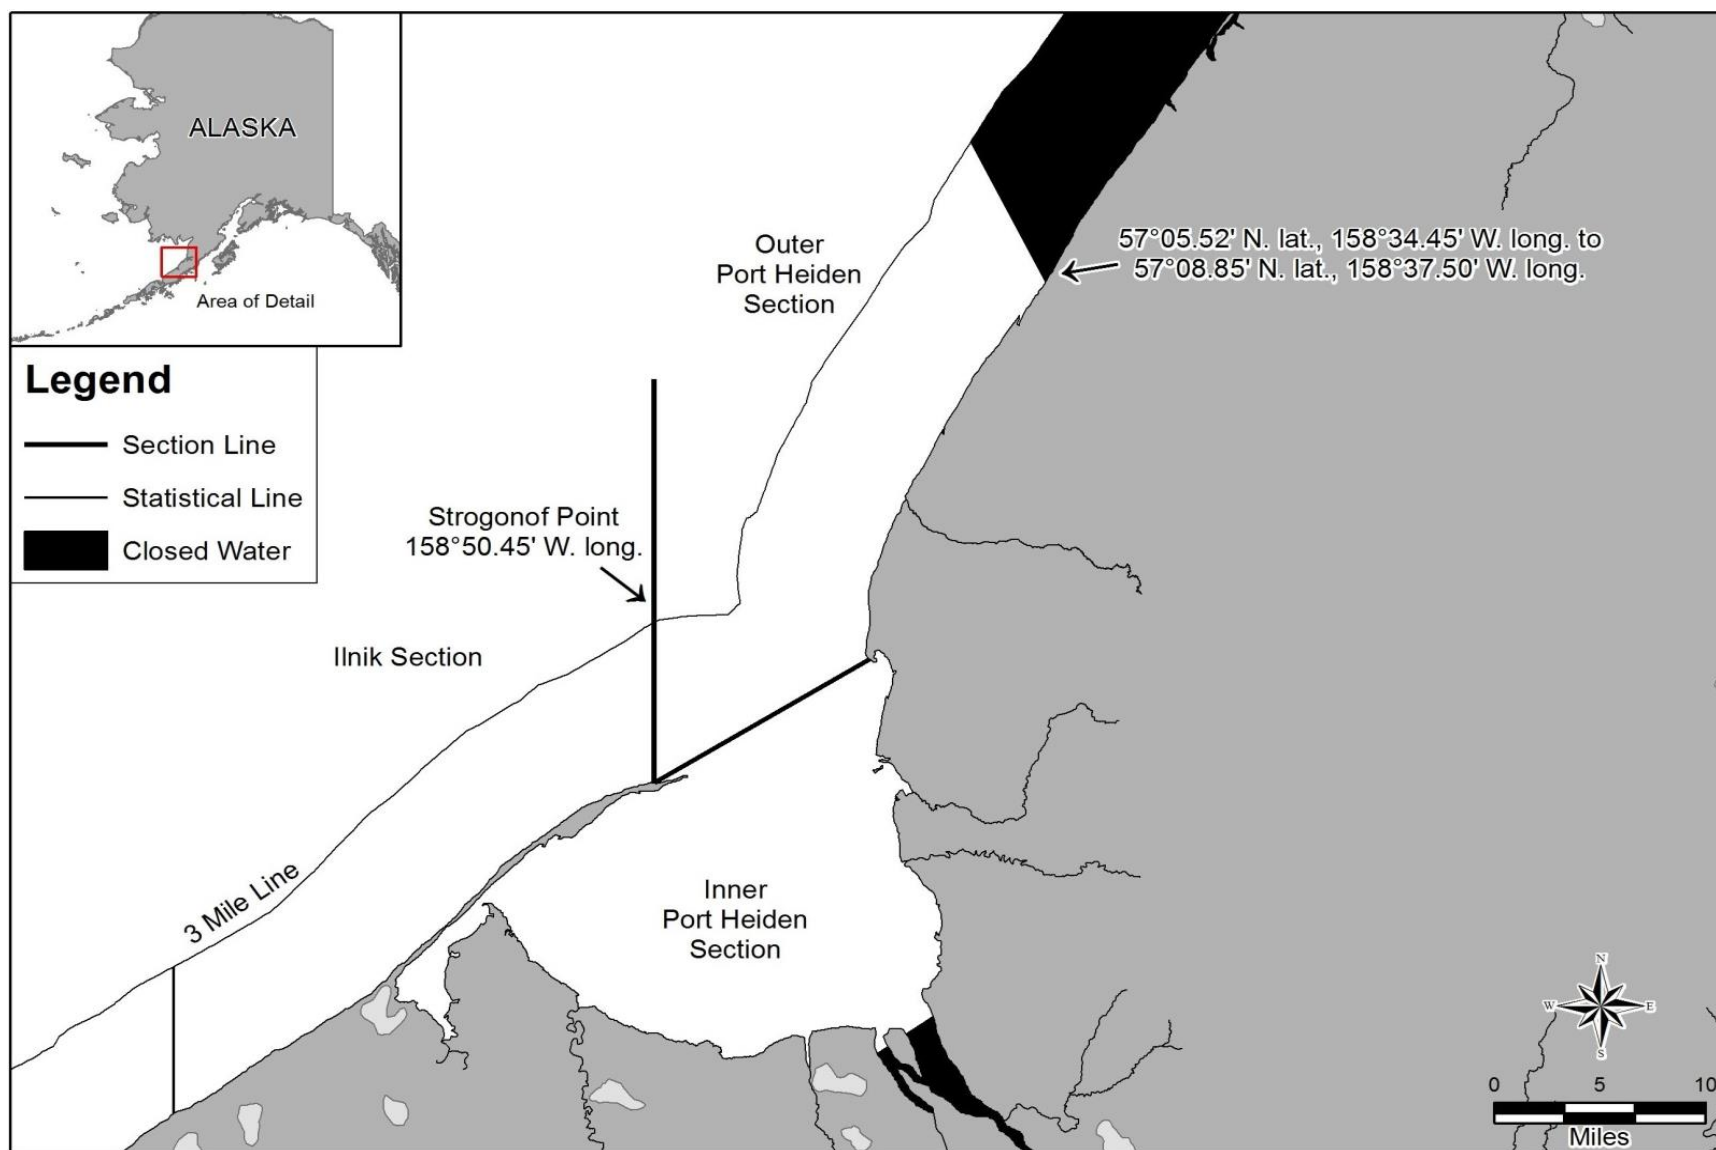 ALASKA
Area of Detail
Legend
Section Line
Statistical Line
Closed Water
Outer
Port Heiden
Section
57°05.52' N. lat., 158°34.45' W. long. to
57°08.85' N. lat., 158°37.50' W. long.
Strogonof Point
158°50.45' W. long.
Ilnik Section
3 Mile Line
Inner
Port Heiden
Section
N
W E
S
0 5 10
Miles